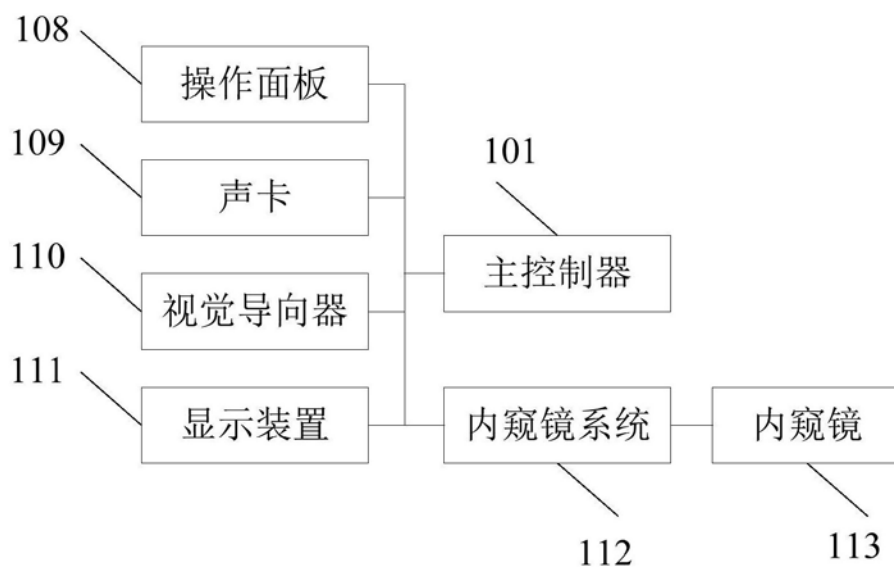 108
操作面板
109
声卡
101
110
主控制器
视觉导向器
111
显示装置
内窥镜系统
内窥镜
112
113